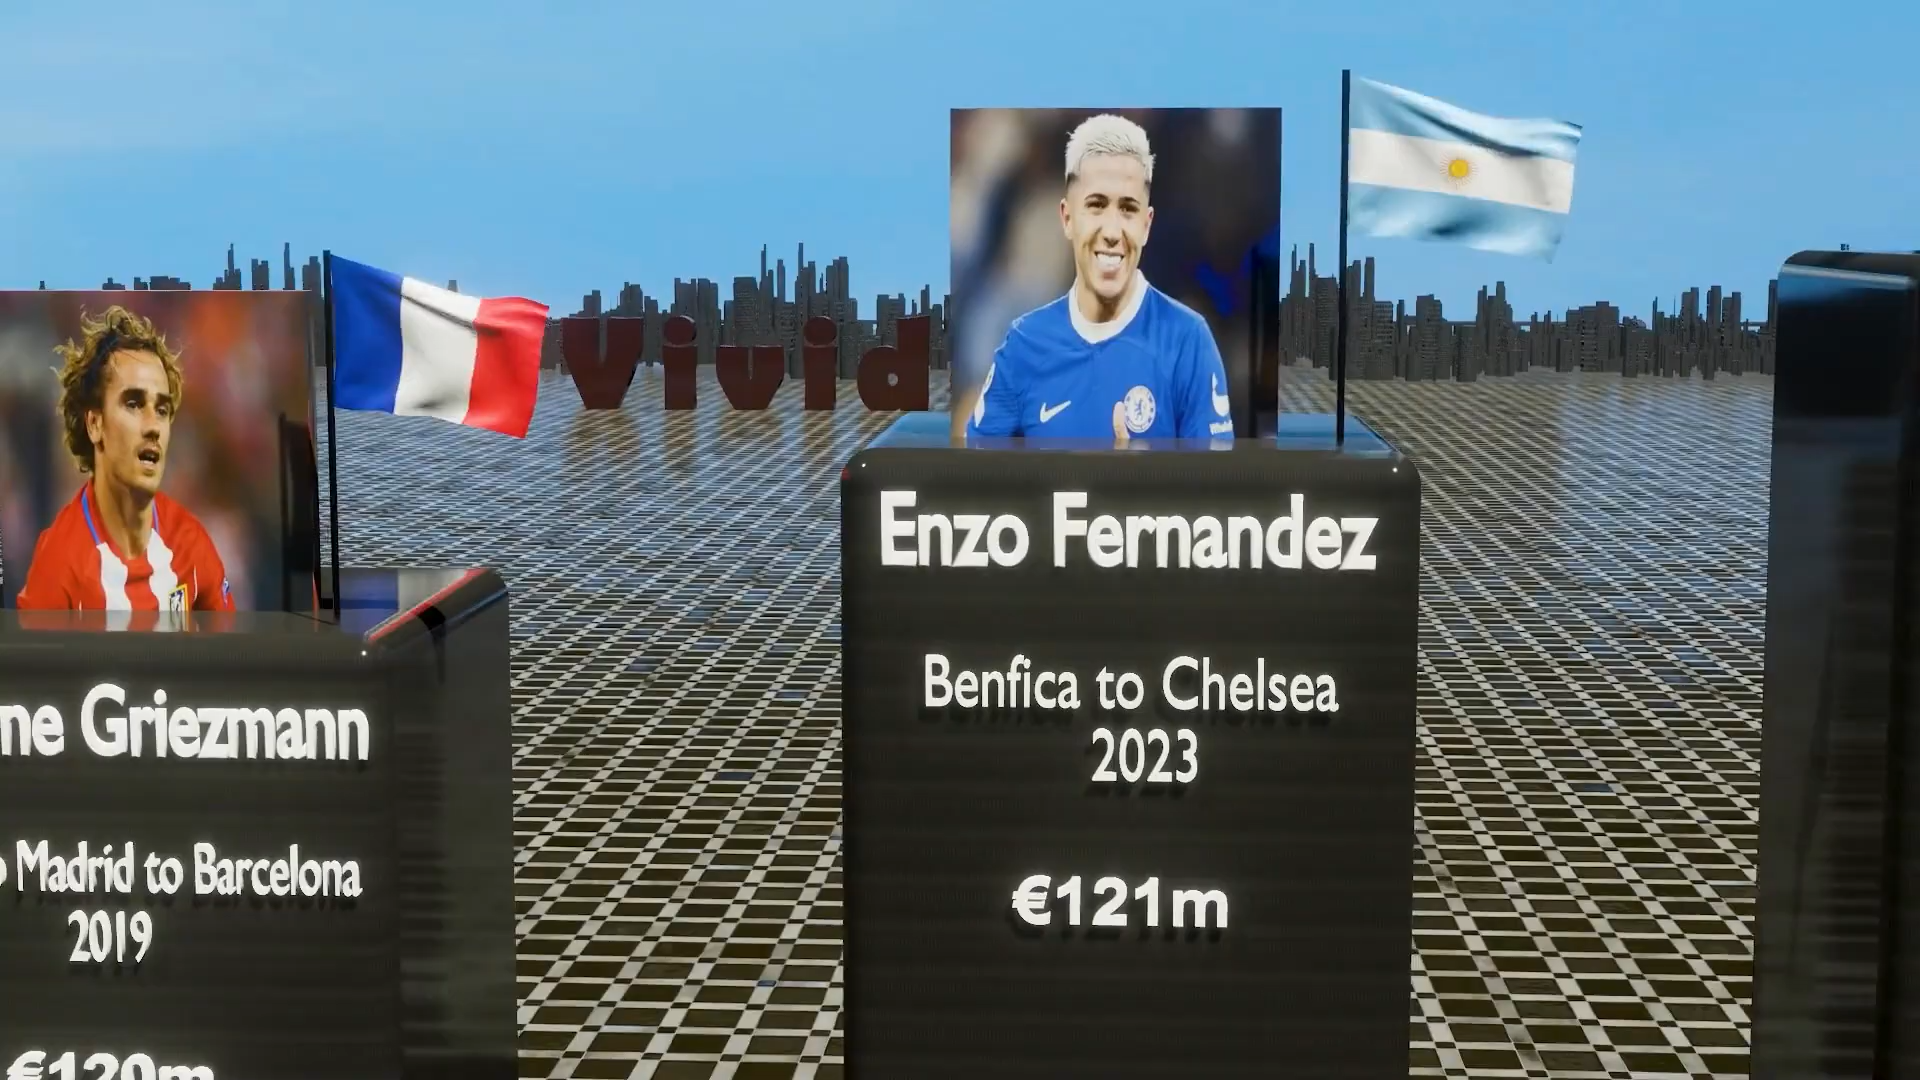 Vivid
Enzo Fernandez
Benfica to Chelsea
2023
€121m
ne Griezmann
Madrid to Barcelona
2019